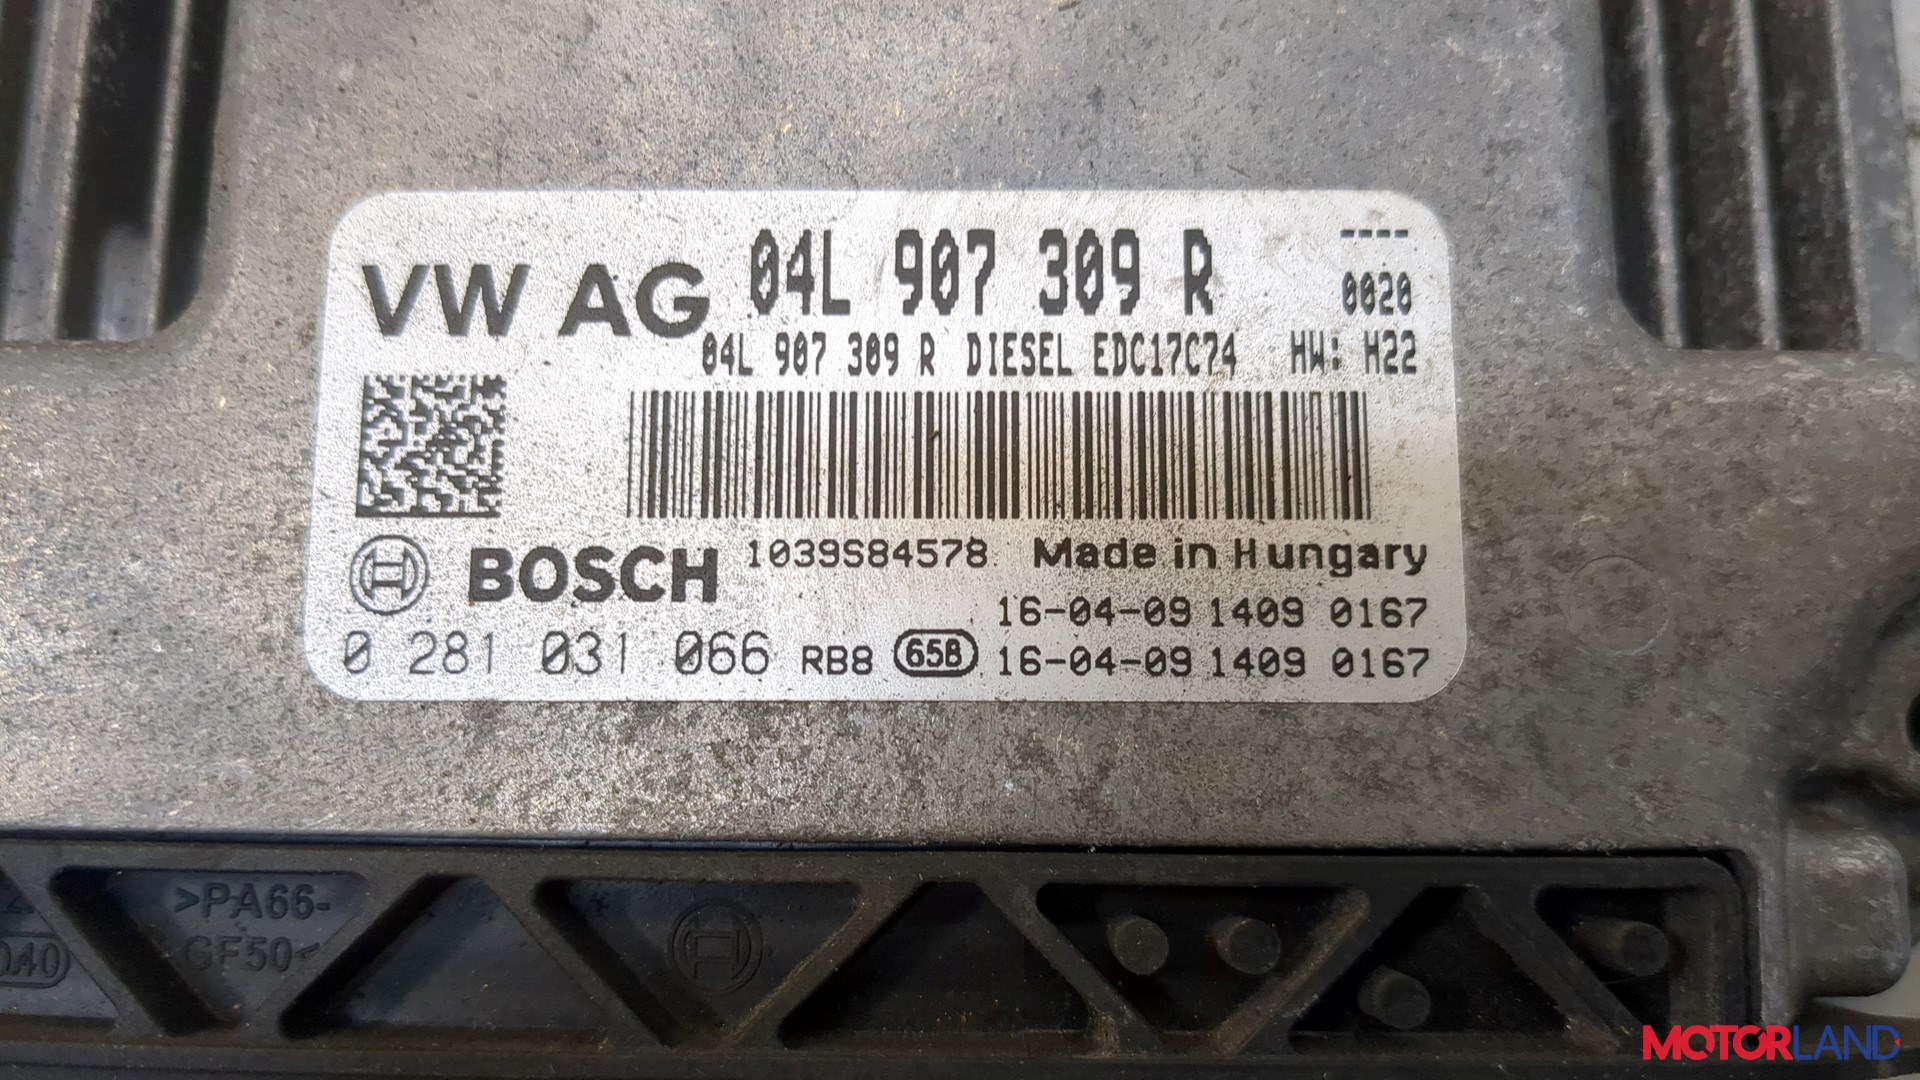 VW AG 04L 907 309 R ----
0020
04L 907 309 R DIESEL EDC17C74 HW: H22
BOSCH 1039S84578 Made in Hungary
16-04-09 1409 0167
0 281 031 066 RB8 658 16-04-09 1409 0167
>PA66-
GF50<
MOTORLAND